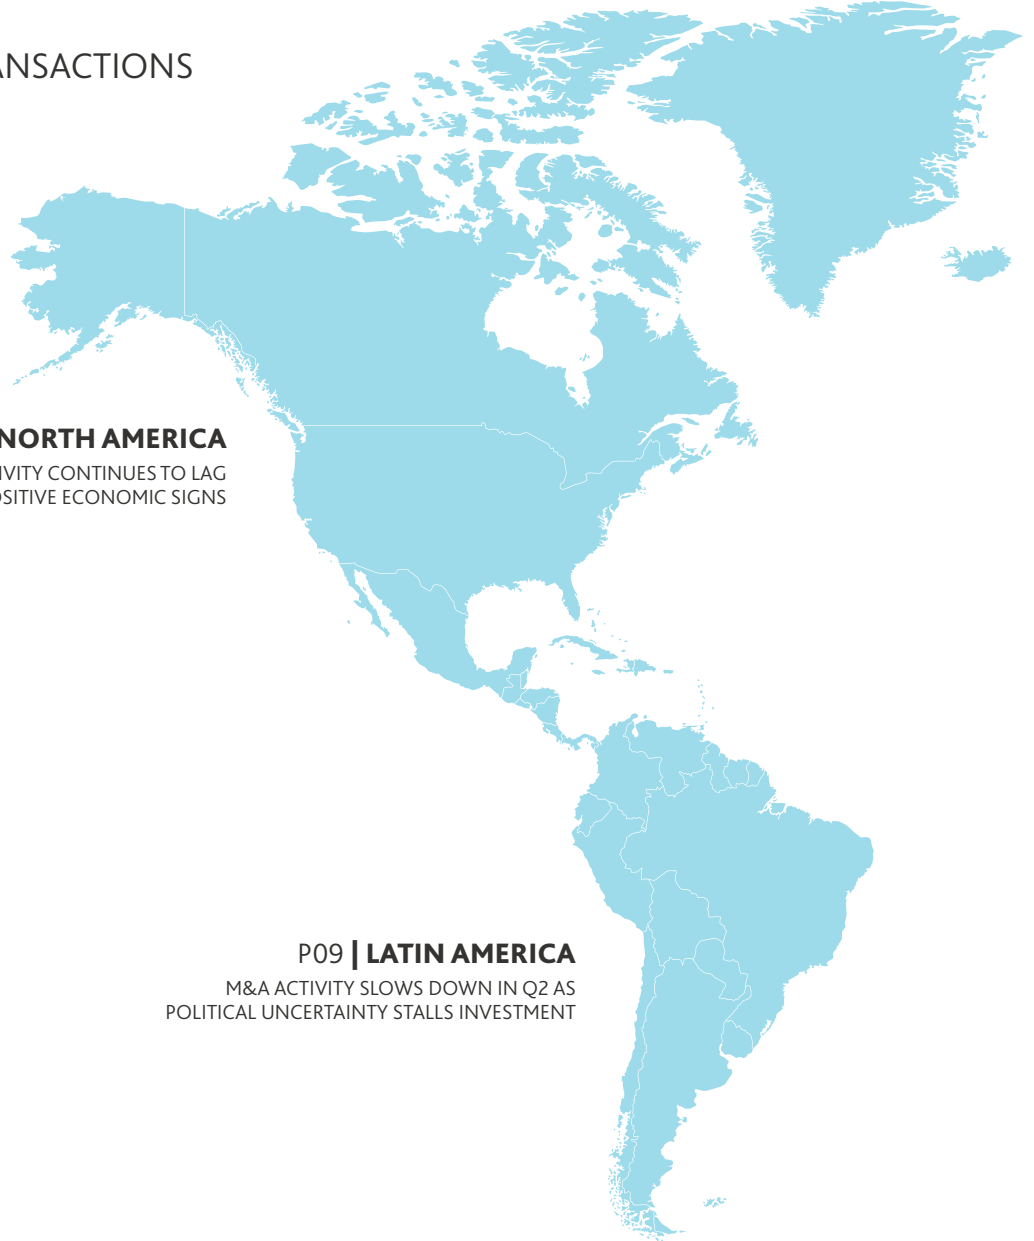 ANSACTIONS
NORTH AMERICA
IVITY CONTINUES TO LAG
OSITIVE ECONOMIC SIGNS
P09 | LATIN AMERICA
M&A ACTIVITY SLOWS DOWN IN Q2 AS
POLITICAL UNCERTAINTY STALLS INVESTMENT